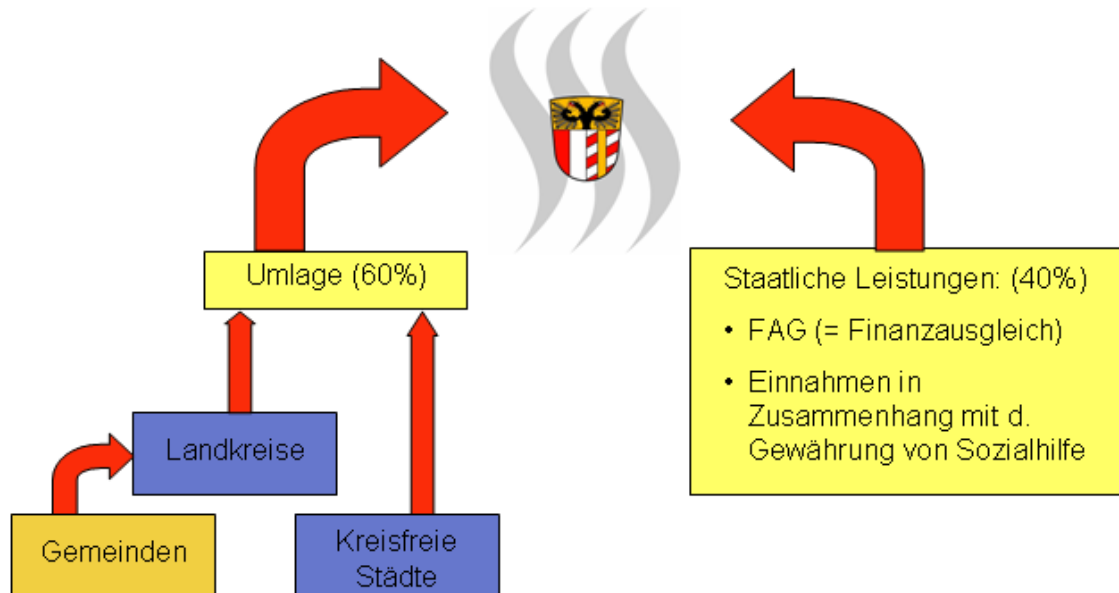 Umlage (60%)
Landkreise
Gemeinden
Kreisfreie
Städte
Staatliche Leistungen: (40%)
• FAG (= Finanzausgleich)
• Einnahmen in
Zusammenhang mit d.
Gewährung von Sozialhilfe